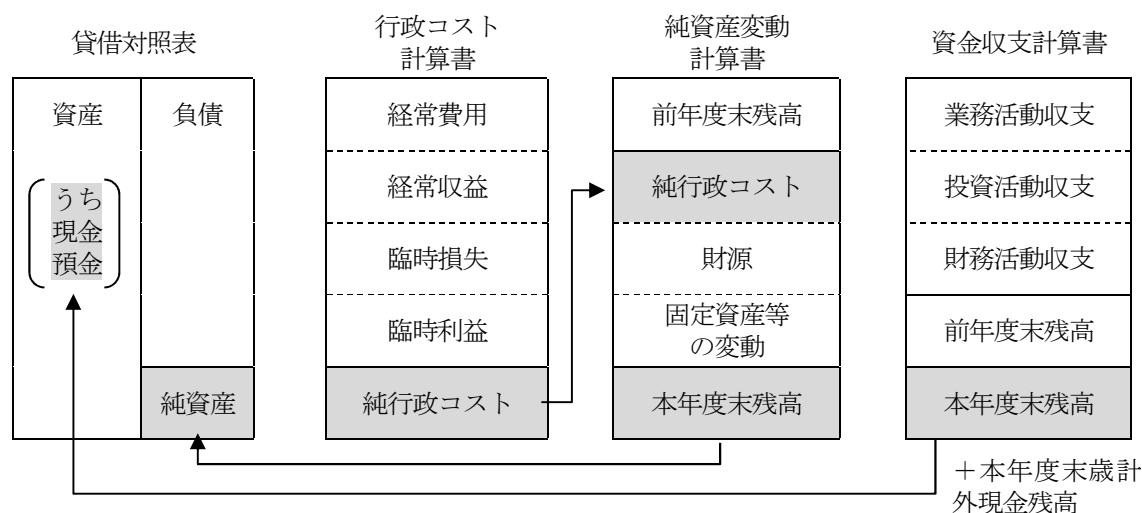 貸借対照表
資産
負債
うち
現金
預金
純資産
行政コスト
計算書
経常費用
経常収益
臨時損失
臨時利益
純行政コスト
純資産変動
計算書
前年度末残高
純行政コスト
財源
固定資産等
の変動
本年度末残高
資金収支計算書
業務活動収支
投資活動収支
財務活動収支
前年度末残高
本年度末残高
+本年度末歳計
外現金残高